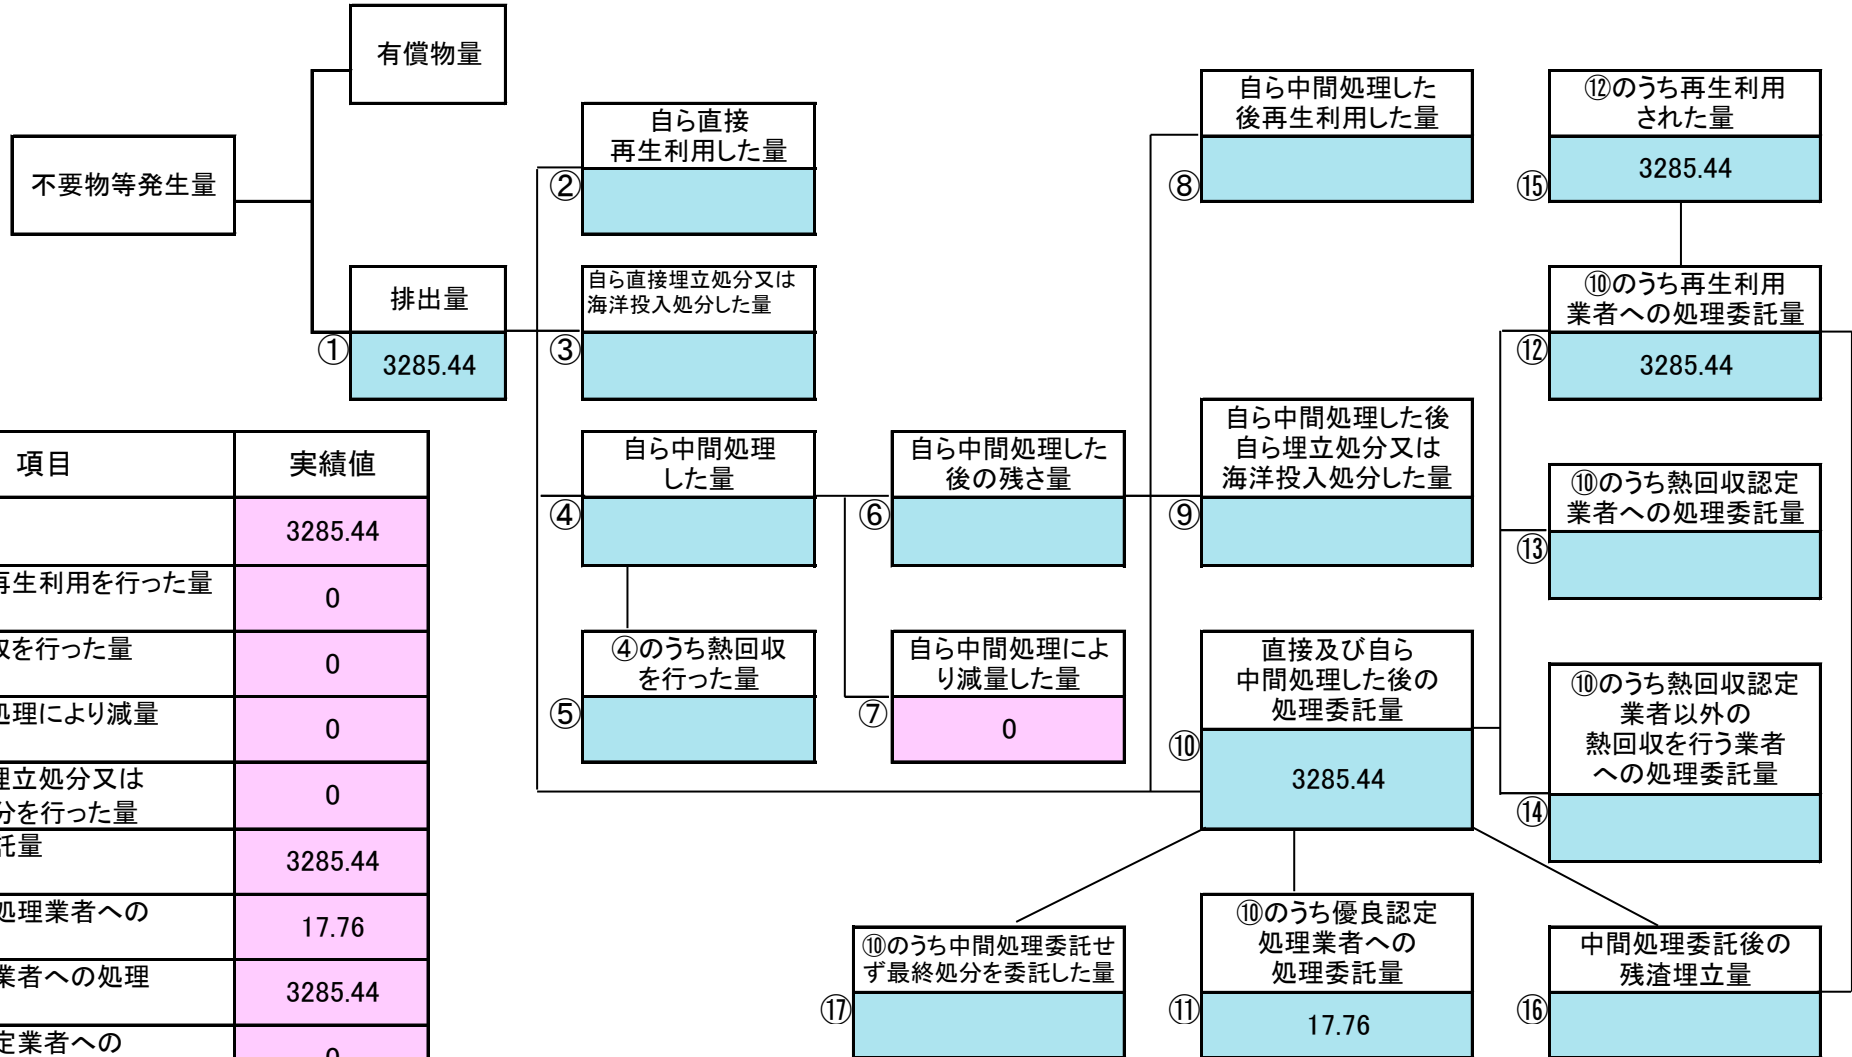 有償物量
不要物等発生量
排出量
①
3285.44
自ら直接
再生利用した量
②
自ら直接埋立処分又は
海洋投入処分した量
③
自ら中間処理
した量
④
④のうち熱回収
を行った量
⑤
自ら中間処理した
後の残さ量
⑥
自ら中間処理によ
り減量した量
⑦
0
自ら中間処理した
後再生利用した量
⑧
自ら中間処理した後
自ら埋立処分又は
海洋投入処分した量
⑨
直接及び自ら
中間処理した後の
処理委託量
⑩
3285.44
⑫のうち再生利用
された量
⑮
3285.44
⑩のうち再生利用
業者への処理委託量
⑫
3285.44
⑩のうち熱回収認定
業者への処理委託量
⑬
⑩のうち熱回収認定
業者以外の
熱回収を行う業者
への処理委託量
⑭
⑩のうち中間処理委託せ
ず最終処分を委託した量
⑰
⑩のうち優良認定
処理業者への
処理委託量
⑪
17.76
中間処理委託後の
残渣埋立量
⑯
項目 実績値
3285.44
再生利用を行った量 0
を行った量 0
処理により減量 0
埋立処分又は
を行った量 0
託量 3285.44
処理業者への 17.76
業者への処理 3285.44
定業者への
0